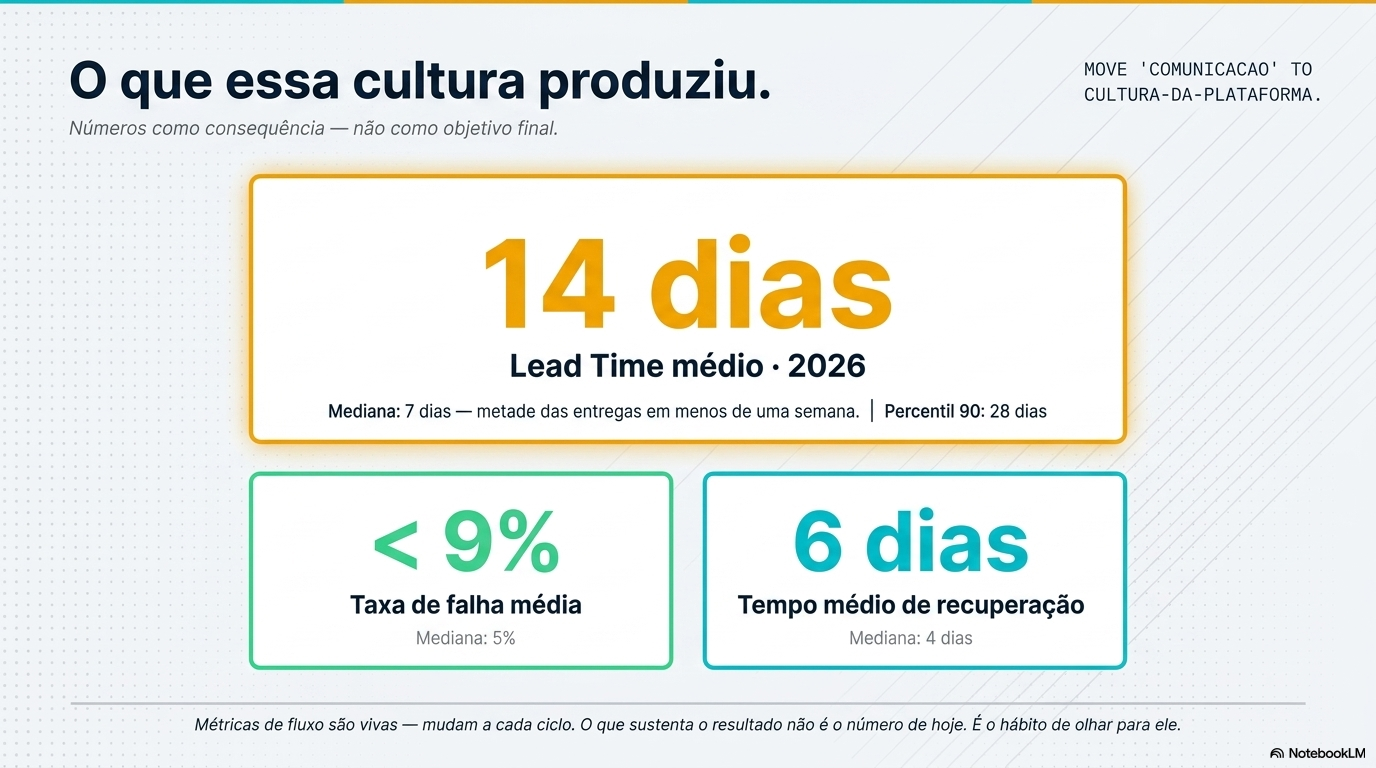 O que essa cultura produziu.
Números como consequência — não como objetivo final.
MOVE 'COMUNICACAO' TO
CULTURA-DA-PLATAFORMA.
14 dias
Lead Time médio · 2026
Mediana: 7 dias — metade das entregas em menos de uma semana. | Percentil 90: 28 dias
< 9%
Taxa de falha média
Mediana: 5%
6 dias
Tempo médio de recuperação
Mediana: 4 dias
Métricas de fluxo são vivas — mudam a cada ciclo. O que sustenta o resultado não é o número de hoje. É o hábito de olhar para ele.
NotebookLM